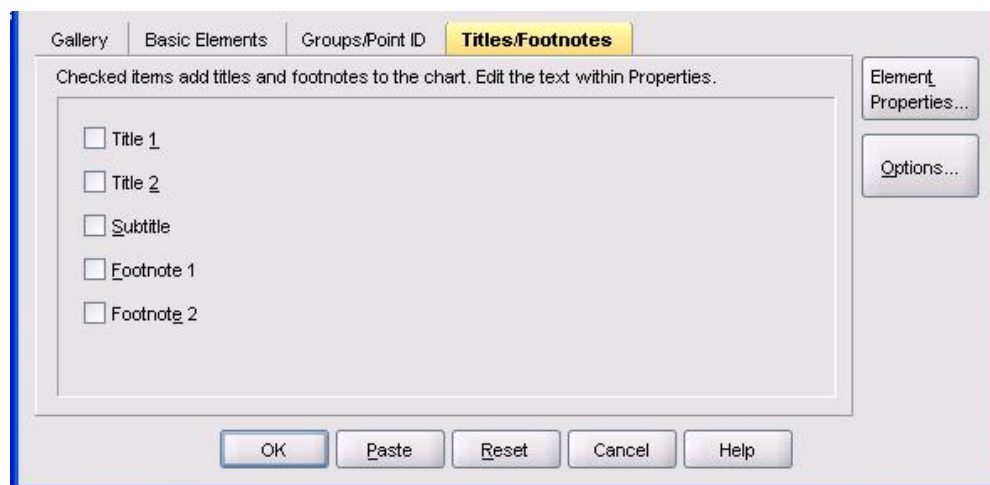 Gallery Basic Elements Groups/Point ID Titles/Footnotes
Checked items add titles and footnotes to the chart. Edit the text within Properties.
Element
Properties...
Title 1
Title 2
Options...
Subtitle
Footnote 1
Footnote 2
OK Paste Reset Cancel Help